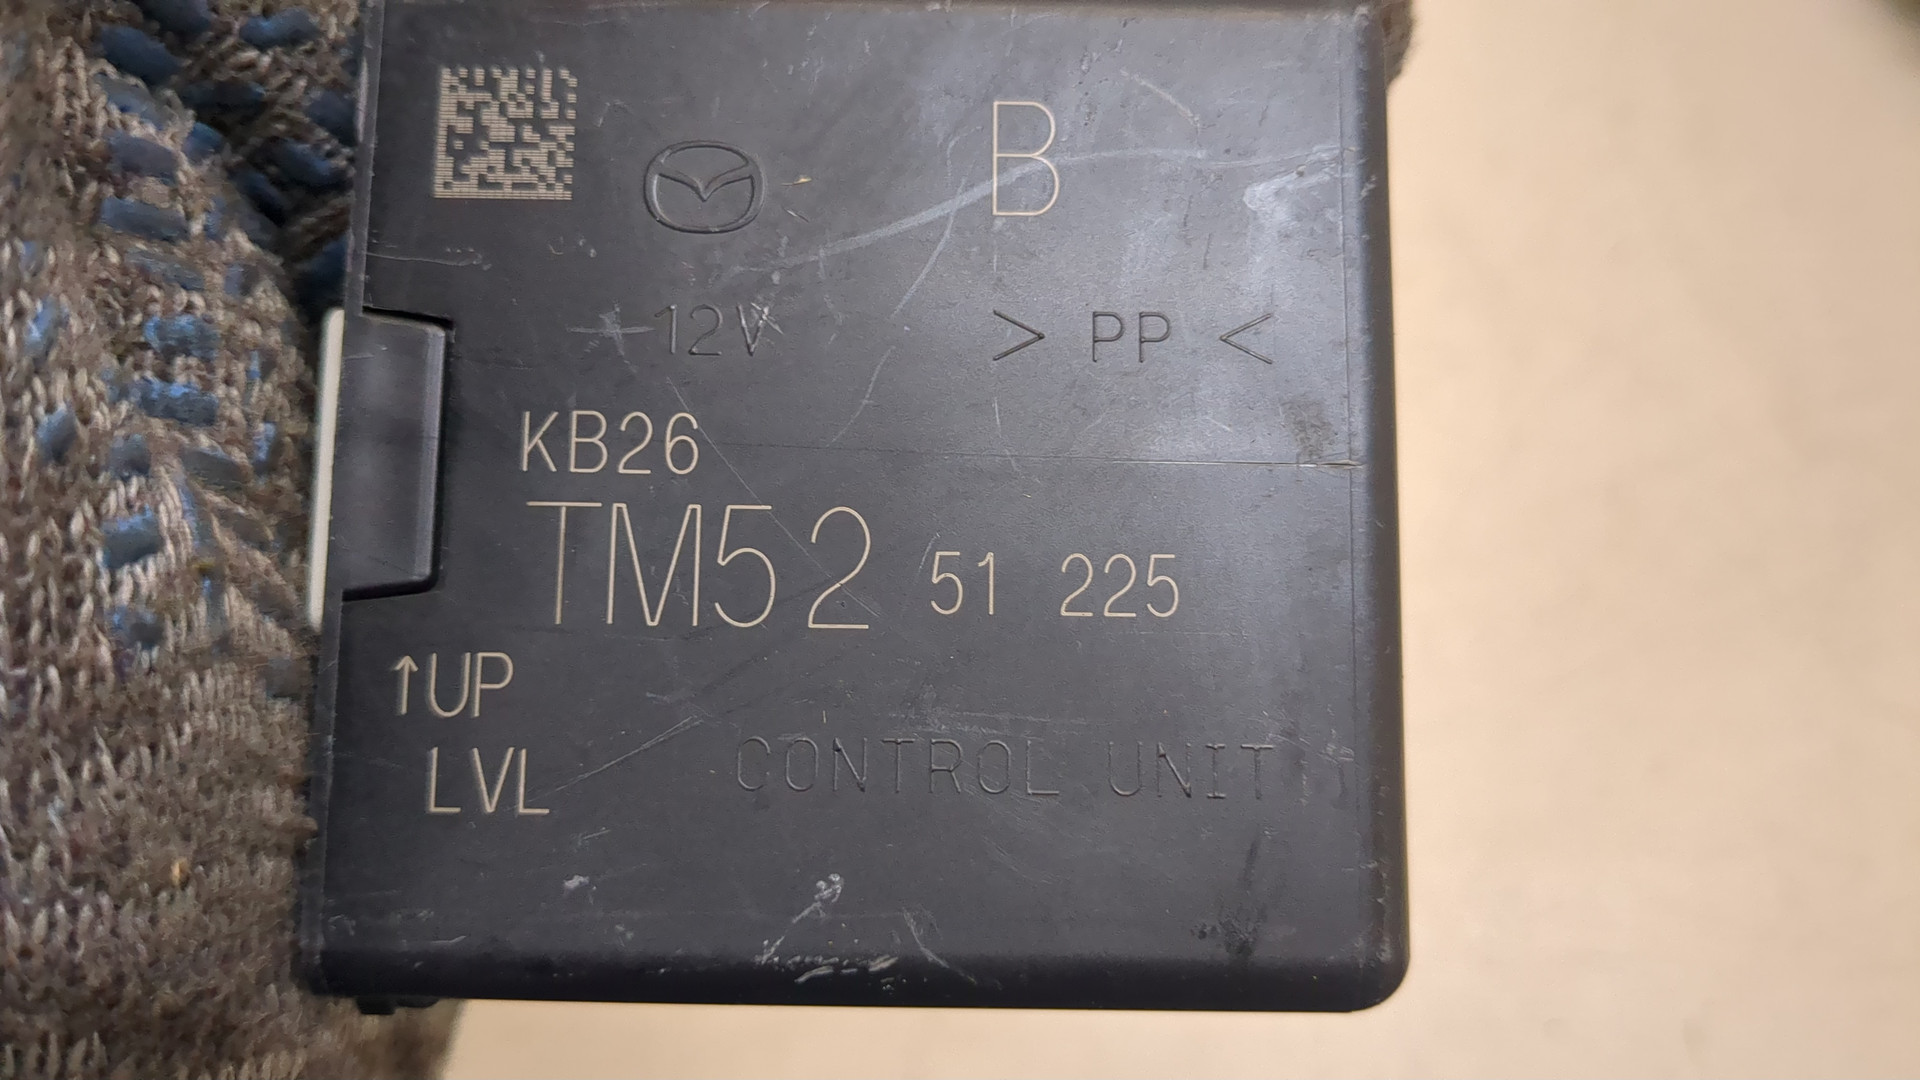 B
12V > PP <
KB26
TM52 51 225
↑UP
LVL
CONTROL UNIT